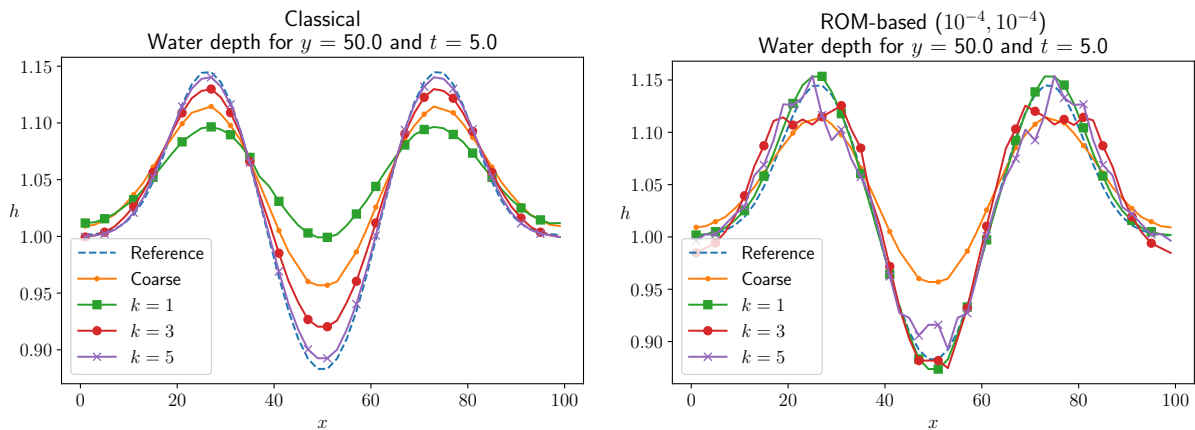 Classical
Water depth for y = 50.0 and t = 5.0
1.15
1.10
1.05
h
1.00
0.95
0.90
Reference
Coarse
k = 1
k = 3
k = 5
0 20 40 60 80 100
x
ROM-based (10⁻⁴, 10⁻⁴)
Water depth for y = 50.0 and t = 5.0
1.15
1.10
1.05
h
1.00
0.95
0.90
Reference
Coarse
k = 1
k = 3
k = 5
0 20 40 60 80 100
x